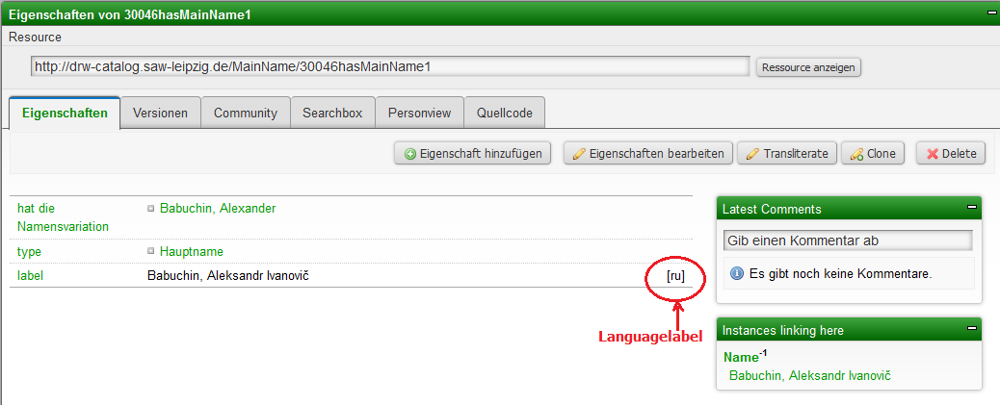 Eigenschaften von 30046hasMainName1
Resource
http://drw-catalog.saw-leipzig.de/MainName/30046hasMainName1 Ressource anzeigen
Eigenschaften Versionen Community Searchbox Personview Quellcode
Eigenschaft hinzufügen Eigenschaften bearbeiten Transliterate Clone Delete
hat die Namensvariation Babuchin, Alexander
type Hauptname
label Babuchin, Aleksandr Ivanovič [ru]
Languagelabel
Latest Comments
Gib einen Kommentar ab
Es gibt noch keine Kommentare.
Instances linking here
Name-1
Babuchin, Aleksandr Ivanovič